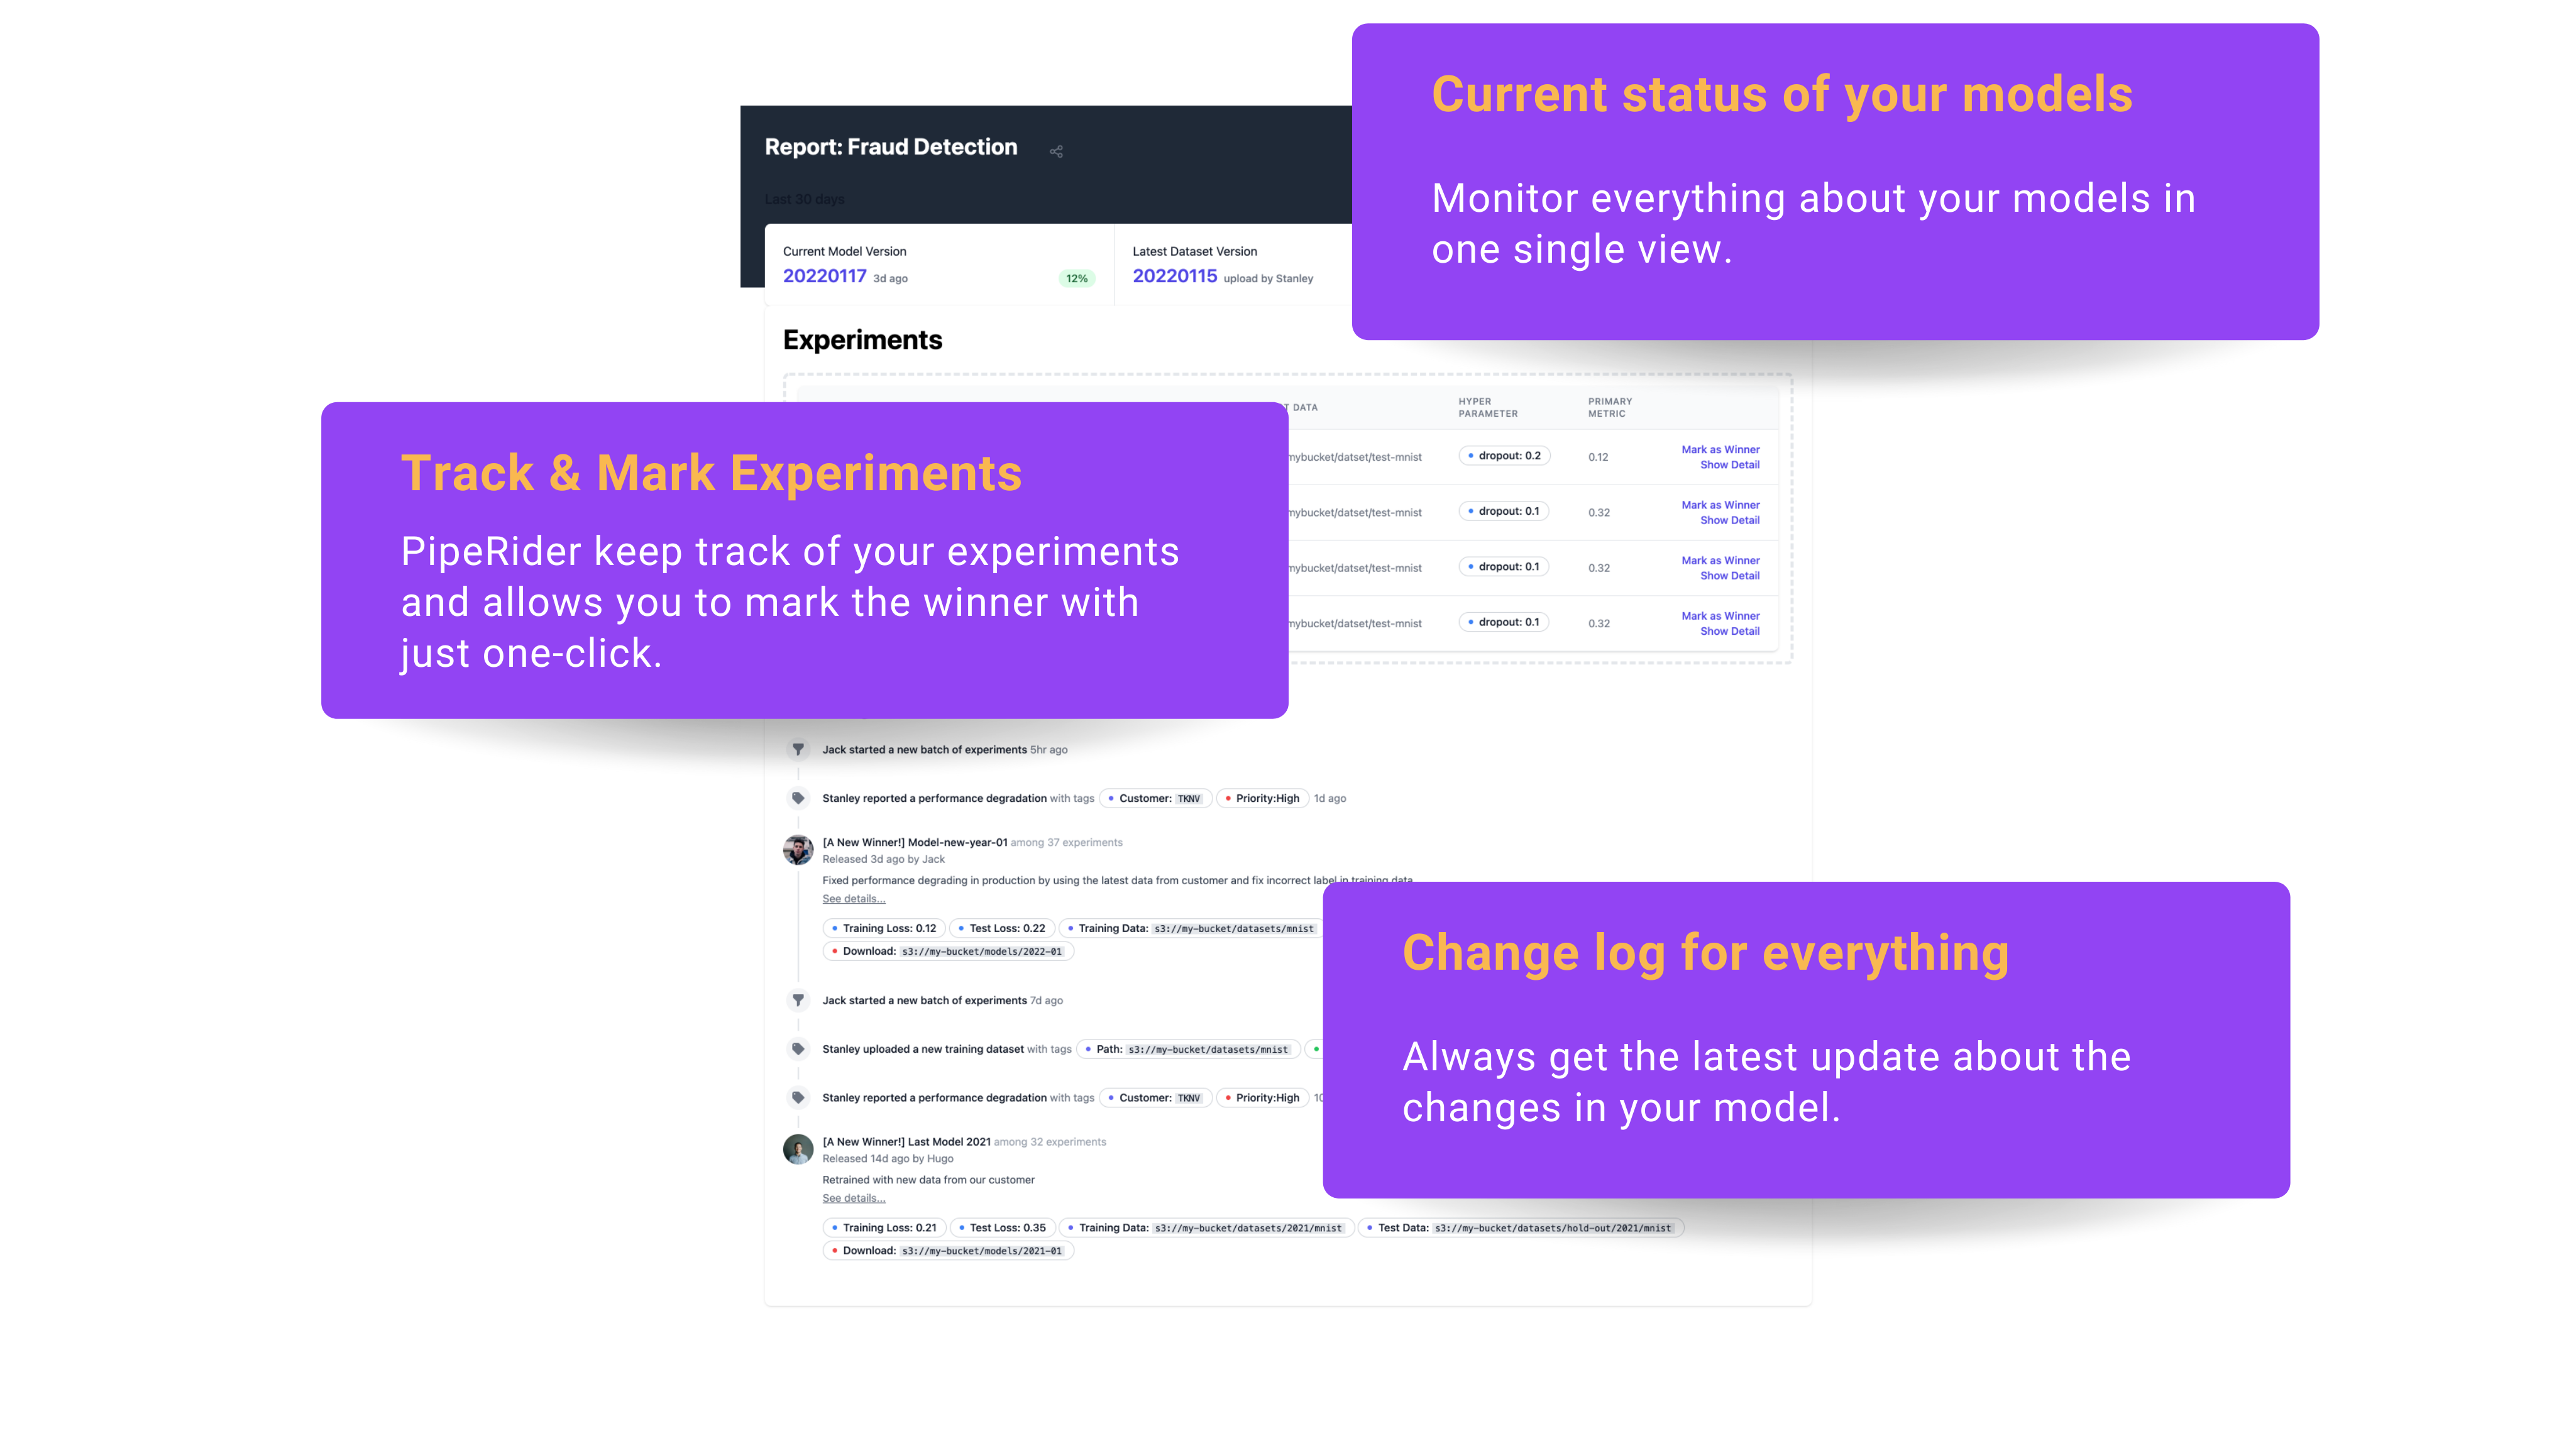 Current status of your models
Monitor everything about your models in
one single view.
Report: Fraud Detection
Last 30 days
Current Model Version
20220117 3d ago
12%
Latest Dataset Version
20220115 upload by Stanley
Experiments
T DATA
HYPER
PARAMETER
PRIMARY
METRIC
mybucket/datset/test-mnist dropout: 0.2 0.12 Mark as Winner
Show Detail
mybucket/datset/test-mnist dropout: 0.1 0.32 Mark as Winner
Show Detail
mybucket/datset/test-mnist dropout: 0.1 0.32 Mark as Winner
Show Detail
mybucket/datset/test-mnist dropout: 0.1 0.32 Mark as Winner
Show Detail
Track & Mark Experiments
PipeRider keep track of your experiments
and allows you to mark the winner with
just one-click.
Jack started a new batch of experiments 5hr ago
Stanley reported a performance degradation with tags Customer: TKNV Priority:High 1d ago
[A New Winner!] Model-new-year-01 among 37 experiments
Released 3d ago by Jack
Fixed performance degrading in production by using the latest data from customer and fix incorrect label in training data
See details...
Training Loss: 0.12 Test Loss: 0.22 Training Data: s3://my-bucket/datasets/mnist
Download: s3://my-bucket/models/2022-01
Jack started a new batch of experiments 7d ago
Stanley uploaded a new training dataset with tags Path: s3://my-bucket/datasets/mnist
Stanley reported a performance degradation with tags Customer: TKNV Priority:High 10
[A New Winner!] Last Model 2021 among 32 experiments
Released 14d ago by Hugo
Retrained with new data from our customer
See details...
Training Loss: 0.21 Test Loss: 0.35 Training Data: s3://my-bucket/datasets/2021/mnist Test Data: s3://my-bucket/datasets/hold-out/2021/mnist
Download: s3://my-bucket/models/2021-01
Change log for everything
Always get the latest update about the
changes in your model.